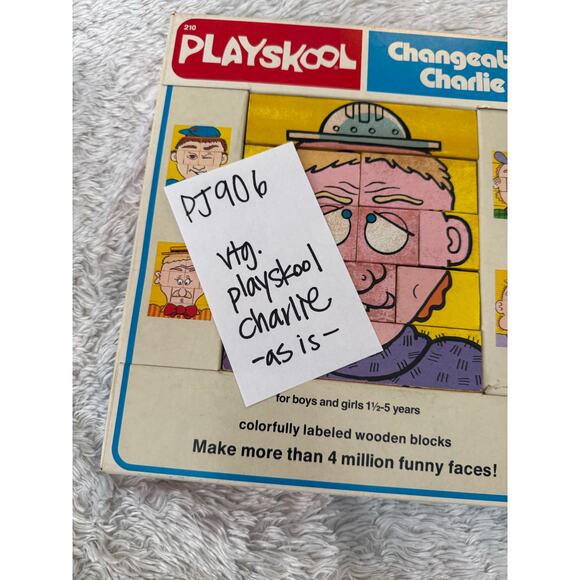 210
PLAYSKOOL
Changeab
Charlie
PJ906
vtg.
playskool
charlie
-as is-
for boys and girls 1½-5 years
colorfully labeled wooden blocks
Make more than 4 million funny faces!